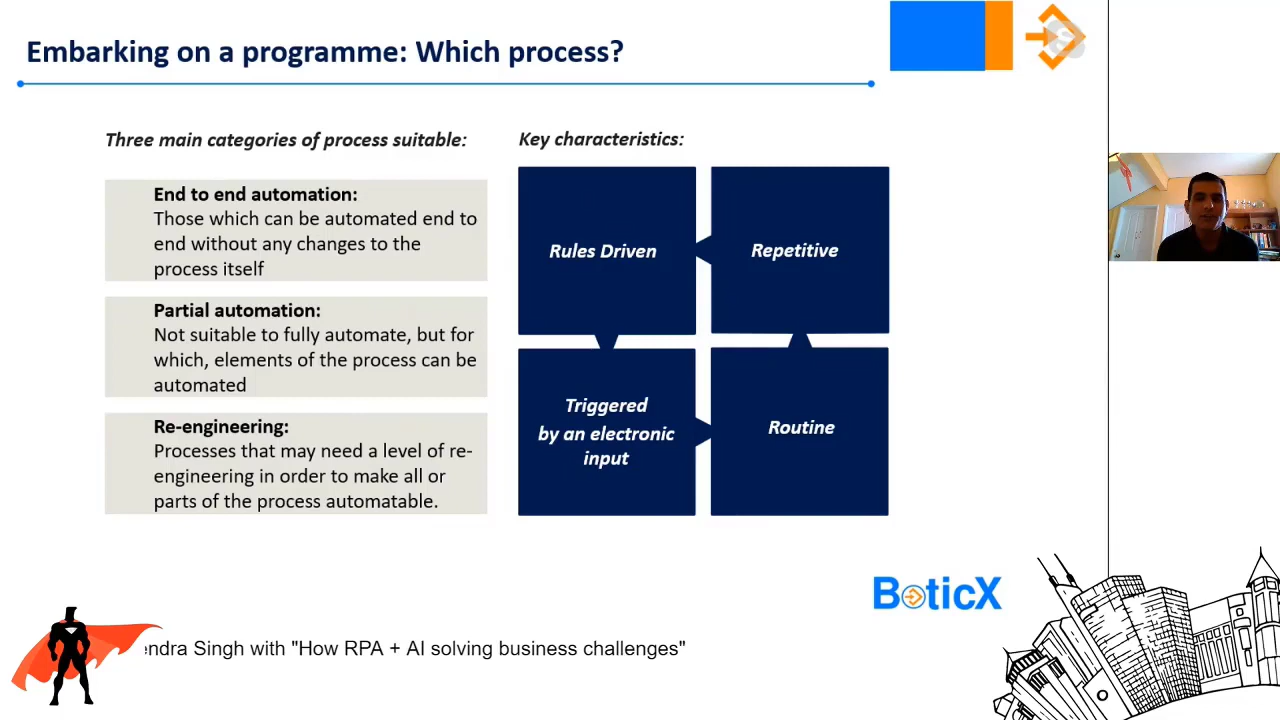 Embarking on a programme: Which process?
Three main categories of process suitable:
Key characteristics:
End to end automation:
Those which can be automated end to
end without any changes to the
process itself
Partial automation:
Not suitable to fully automate, but for
which, elements of the process can be
automated
Re-engineering:
Processes that may need a level of re-
engineering in order to make all or
parts of the process automatable.
Rules Driven
Repetitive
Triggered
by an electronic
input
Routine
BoticX
endra Singh with "How RPA + AI solving business challenges"